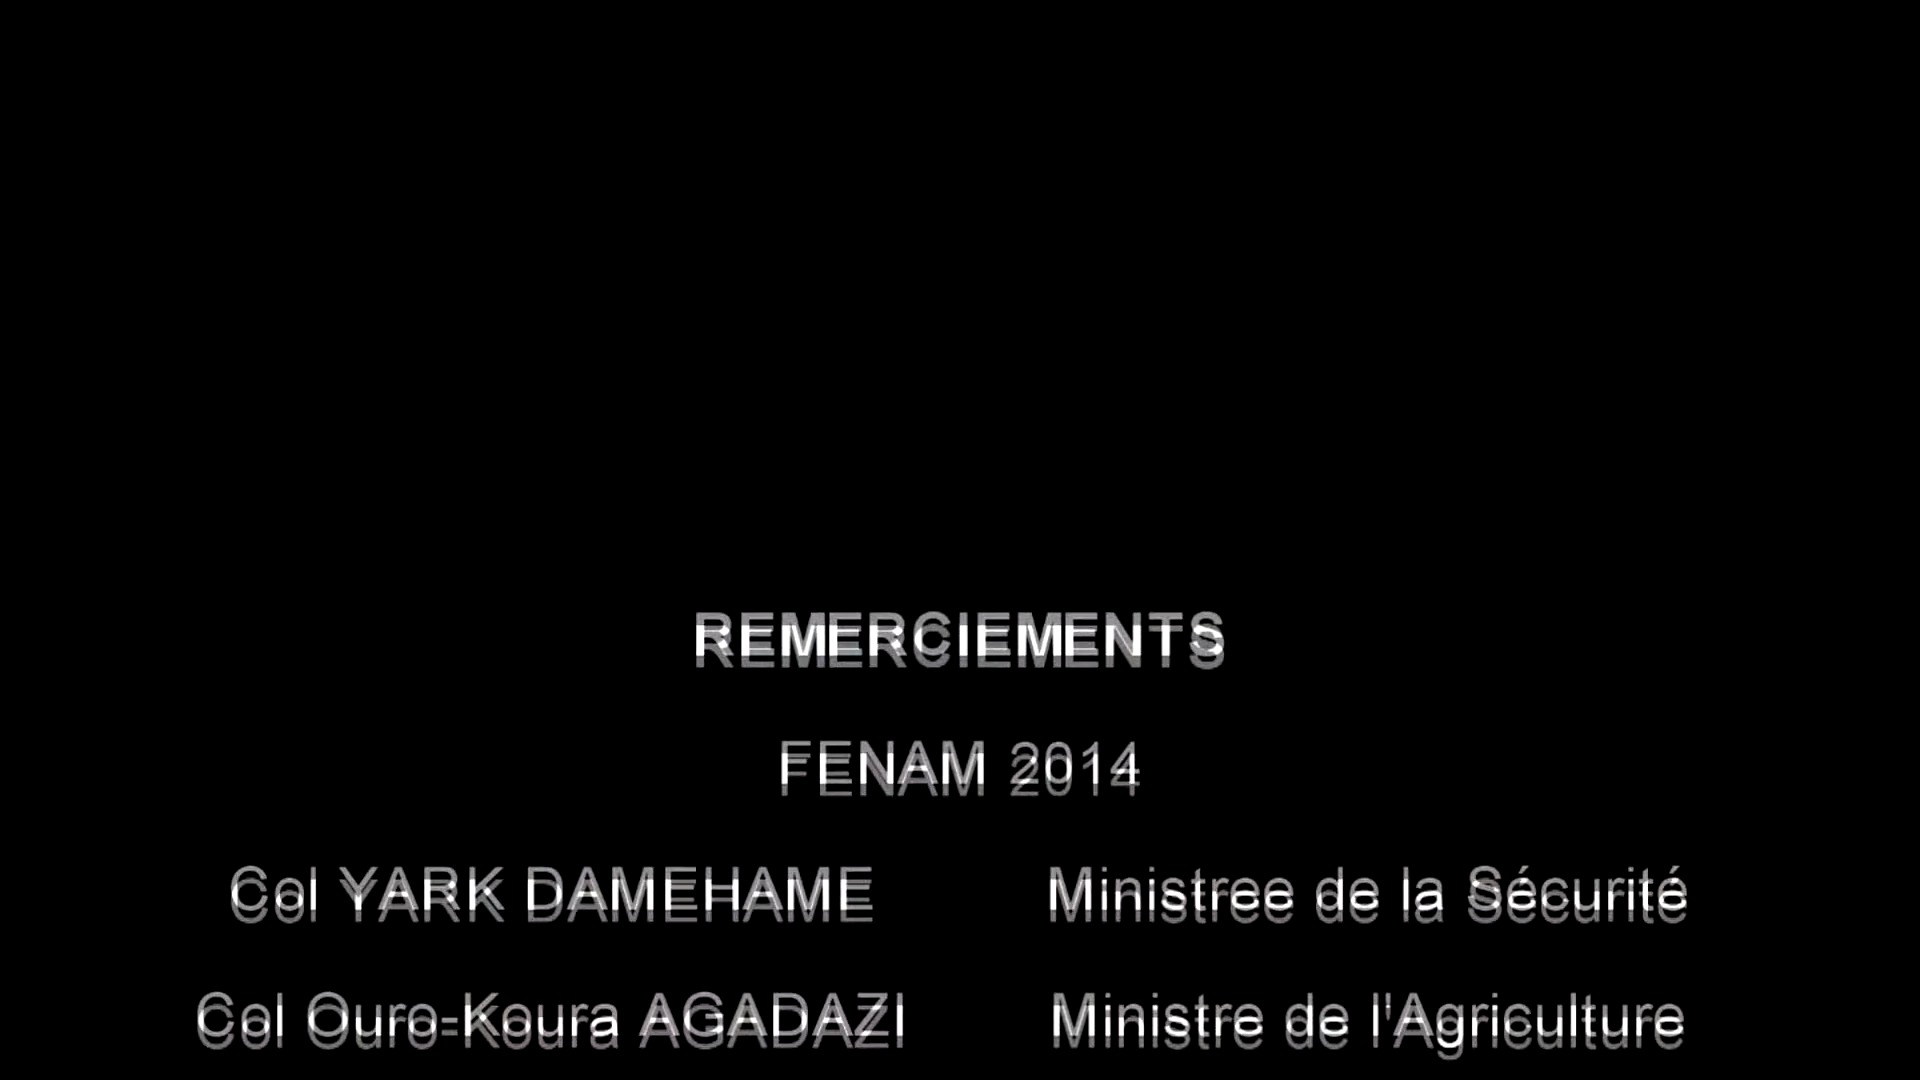 REMERCIEMENTS
FENAM 2014
Col YARK DAMEHAME Ministree de la Sécurité
Col Ouro-Koura AGADAZI Ministre de l'Agriculture